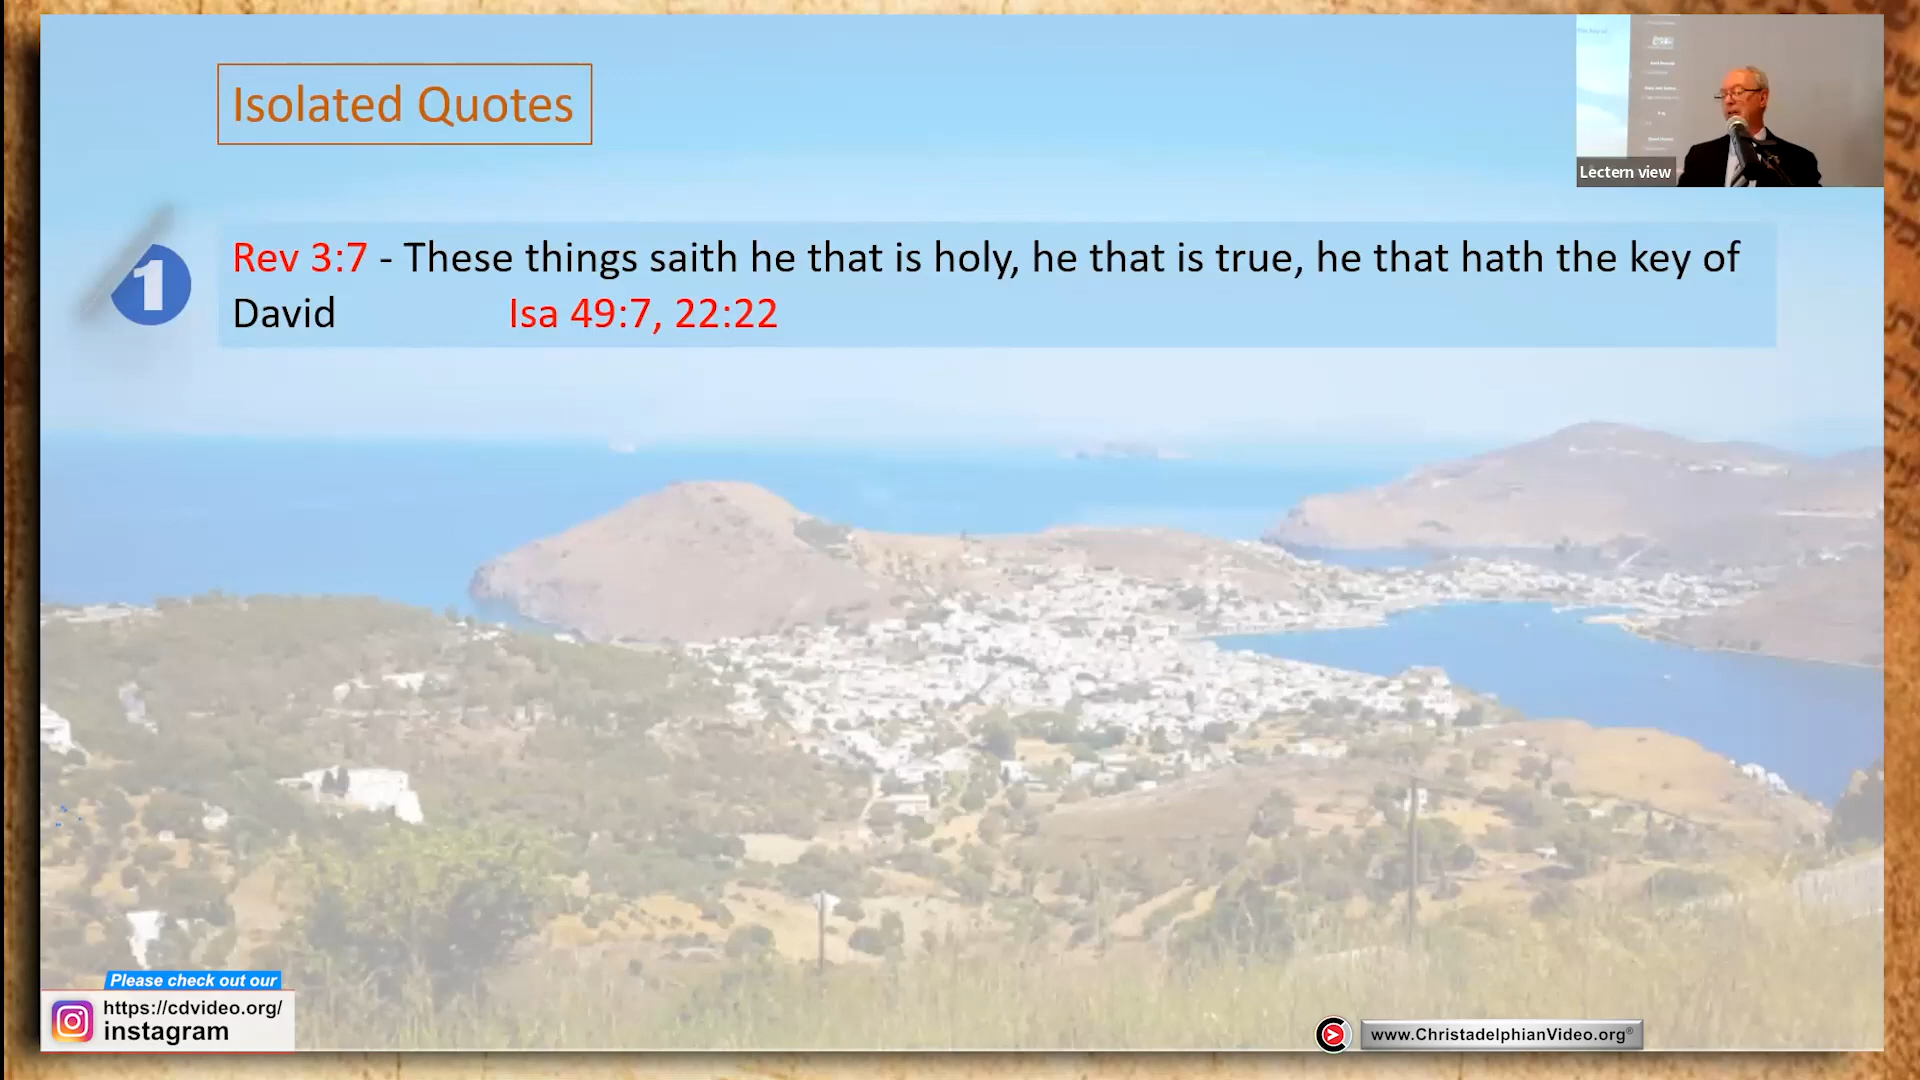 Isolated Quotes
Lectern view
1
Rev 3:7 - These things saith he that is holy, he that is true, he that hath the key of
David Isa 49:7, 22:22
Please check out our
https://cdvideo.org/
instagram
www.ChristadelphianVideo.org®